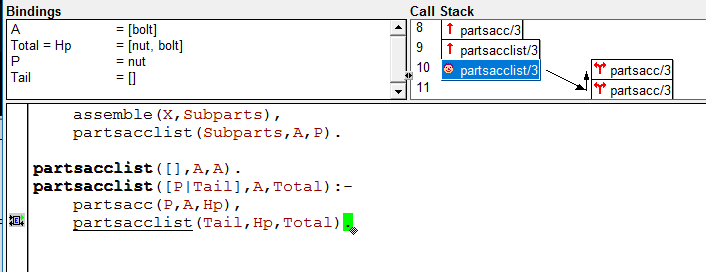 Bindings
A = [bolt]
Total = Hp = [nut, bolt]
P = nut
Tail = []
Call Stack
8 partsacc/3
9 partsacclist/3
10 partsacclist/3 partsacc/3
11 partsacc/3
assemble(X,Subparts),
partsacclist(Subparts,A,P).
partsacclist([],A,A).
partsacclist([P|Tail],A,Total):-
partsacc(P,A,Hp),
partsacclist(Tail,Hp,Total).